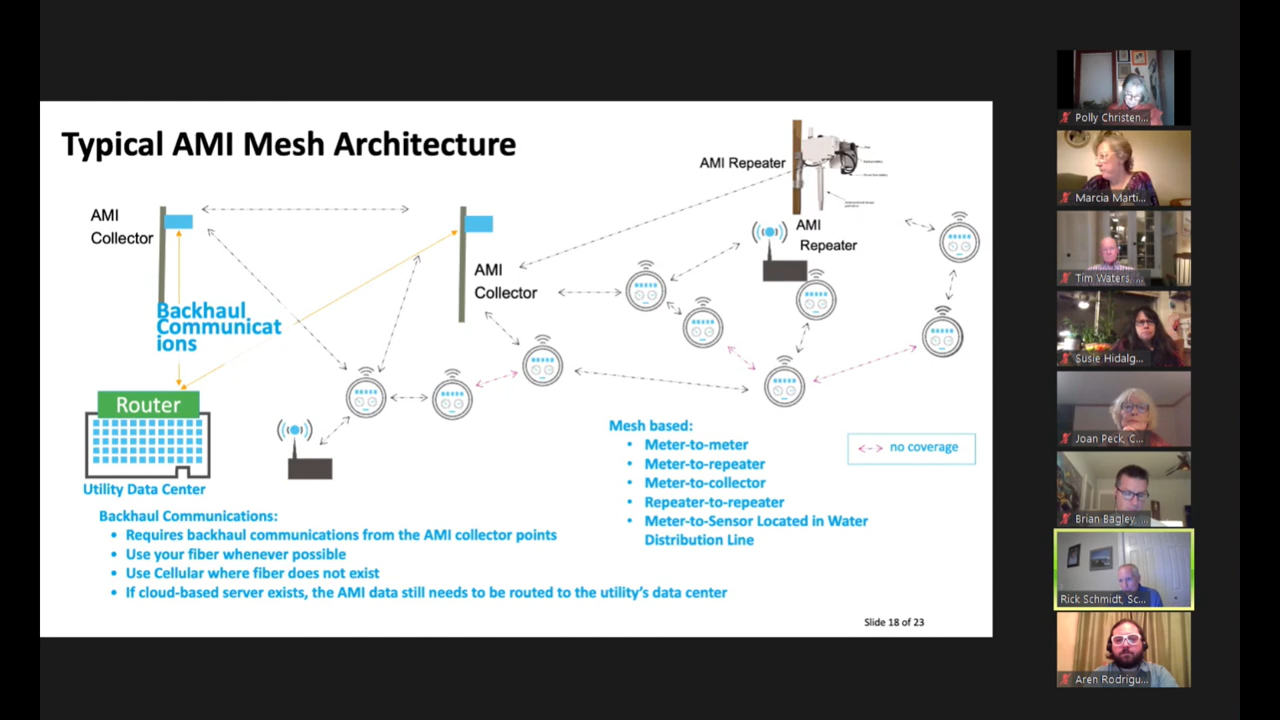 Typical AMI Mesh Architecture
AMI Repeater
AMI
Collector
AMI
Repeater
AMI
Collector
Backhaul
Communicat
ions
Router
Utility Data Center
Mesh based:
• Meter-to-meter
• Meter-to-repeater
• Meter-to-collector
• Repeater-to-repeater
• Meter-to-Sensor Located in Water
Distribution Line
no coverage
Backhaul Communications:
• Requires backhaul communications from the AMI collector points
• Use your fiber whenever possible
• Use Cellular where fiber does not exist
• If cloud-based server exists, the AMI data still needs to be routed to the utility's data center
Slide 18 of 23
Polly Christen...
Marcia Marti...
Tim Waters, ...
Susie Hidalg...
Joan Peck, C...
Brian Bagley, ...
Rick Schmidt, Sc...
Aren Rodrigu...